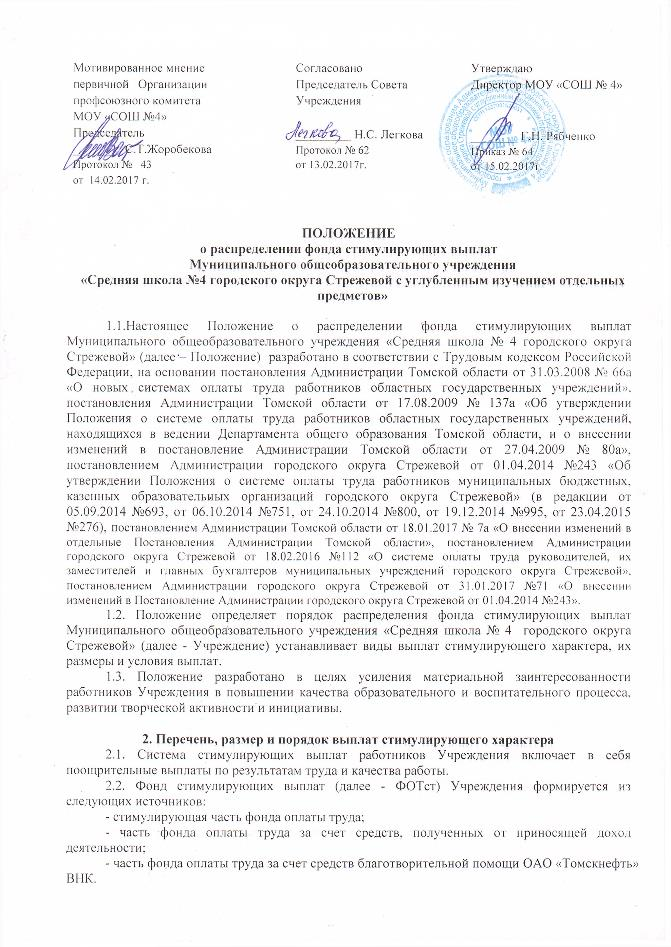 Мотивированное мнение
первичной Организации
профсоюзного комитета
МОУ «СОШ №4»
Председатель
Г.Жоробекова
Протокол № 43
от 14.02.2017 г.
Согласовано
Председатель Совета
Учреждения
Легкова Н.С. Легкова
Протокол № 62
от 13.02.2017г.
Утверждаю
Директор МОУ «СОШ № 4»
Г.Н. Рябченко
Приказ № 64
от 15.02.2017г.
ПОЛОЖЕНИЕ
о распределении фонда стимулирующих выплат
Муниципального общеобразовательного учреждения
«Средняя школа №4 городского округа Стрежевой с углубленным изучением отдельных
предметов»
1.1.Настоящее Положение о распределении фонда стимулирующих выплат
Муниципального общеобразовательного учреждения «Средняя школа № 4 городского округа
Стрежевой» (далее – Положение) разработано в соответствии с Трудовым кодексом Российской
Федерации, на основании постановления Администрации Томской области от 31.03.2008 № 66а
«О новых системах оплаты труда работников областных государственных учреждений»,
постановления Администрации Томской области от 17.08.2009 № 137а «Об утверждении
Положения о системе оплаты труда работников областных государственных учреждений,
находящихся в ведении Департамента общего образования Томской области, и о внесении
изменений в постановление Администрации Томской области от 27.04.2009 № 80а»,
постановлением Администрации городского округа Стрежевой от 01.04.2014 №243 «Об
утверждении Положения о системе оплаты труда работников муниципальных бюджетных,
казенных образовательных организаций городского округа Стрежевой» (в редакции от
05.09.2014 №693, от 06.10.2014 №751, от 24.10.2014 №800, от 19.12.2014 №995, от 23.04.2015
№276), постановлением Администрации Томской области от 18.01.2017 № 7а «О внесении изменений в
отдельные Постановления Администрации Томской области», постановлением Администрации
городского округа Стрежевой от 18.02.2016 №112 «О системе оплаты труда руководителей, их
заместителей и главных бухгалтеров муниципальных учреждений городского округа Стрежевой»,
постановлением Администрации городского округа Стрежевой от 31.01.2017 №71 «О внесении
изменений в Постановление Администрации городского округа Стрежевой от 01.04.2014 №243».
1.2. Положение определяет порядок распределения фонда стимулирующих выплат
Муниципального общеобразовательного учреждения «Средняя школа № 4 городского округа
Стрежевой» (далее - Учреждение) устанавливает виды выплат стимулирующего характера, их
размеры и условия выплат.
1.3. Положение разработано в целях усиления материальной заинтересованности
работников Учреждения в повышении качества образовательного и воспитательного процесса,
развитии творческой активности и инициативы.
2. Перечень, размер и порядок выплат стимулирующего характера
2.1. Система стимулирующих выплат работников Учреждения включает в себя
поощрительные выплаты по результатам труда и качества работы.
2.2. Фонд стимулирующих выплат (далее - ФОТст) Учреждения формируется из
следующих источников:
- стимулирующая часть фонда оплаты труда;
- часть фонда оплаты труда за счет средств, полученных от приносящей доход
деятельности;
- часть фонда оплаты труда за счет средств благотворительной помощи ОАО «Томскнефть»
ВНК.